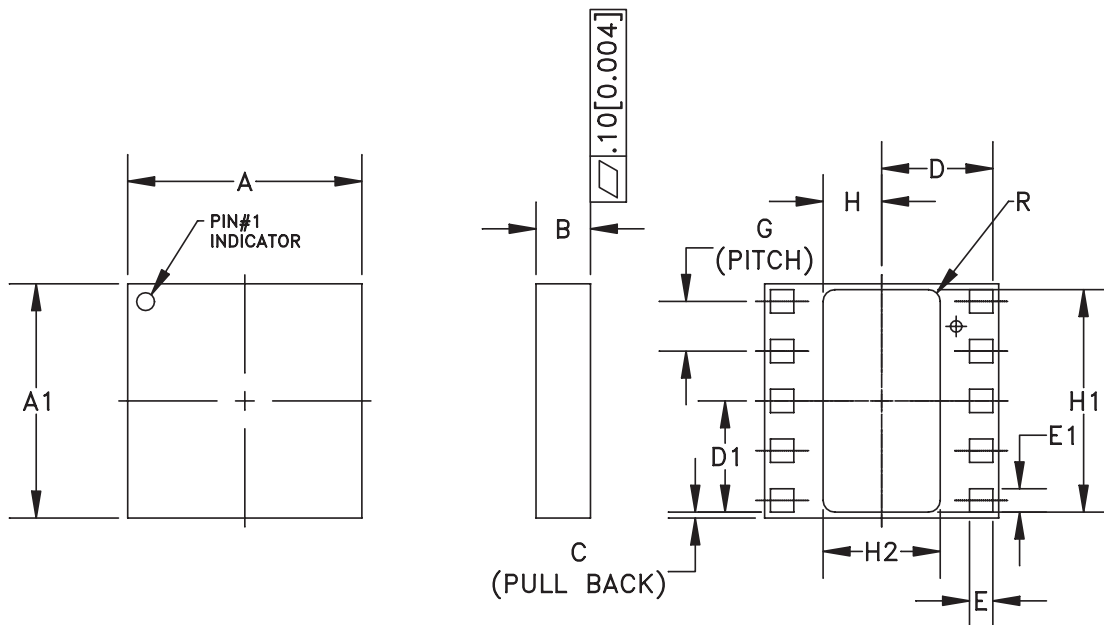 .10[0.004]
A
PIN#1
INDICATOR
A1
B
C
(PULL BACK)
G
(PITCH)
H
D
R
D1
H1
E1
H2
E